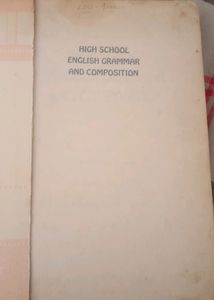 HIGH SCHOOL
ENGLISH GRAMMAR
AND COMPOSITION